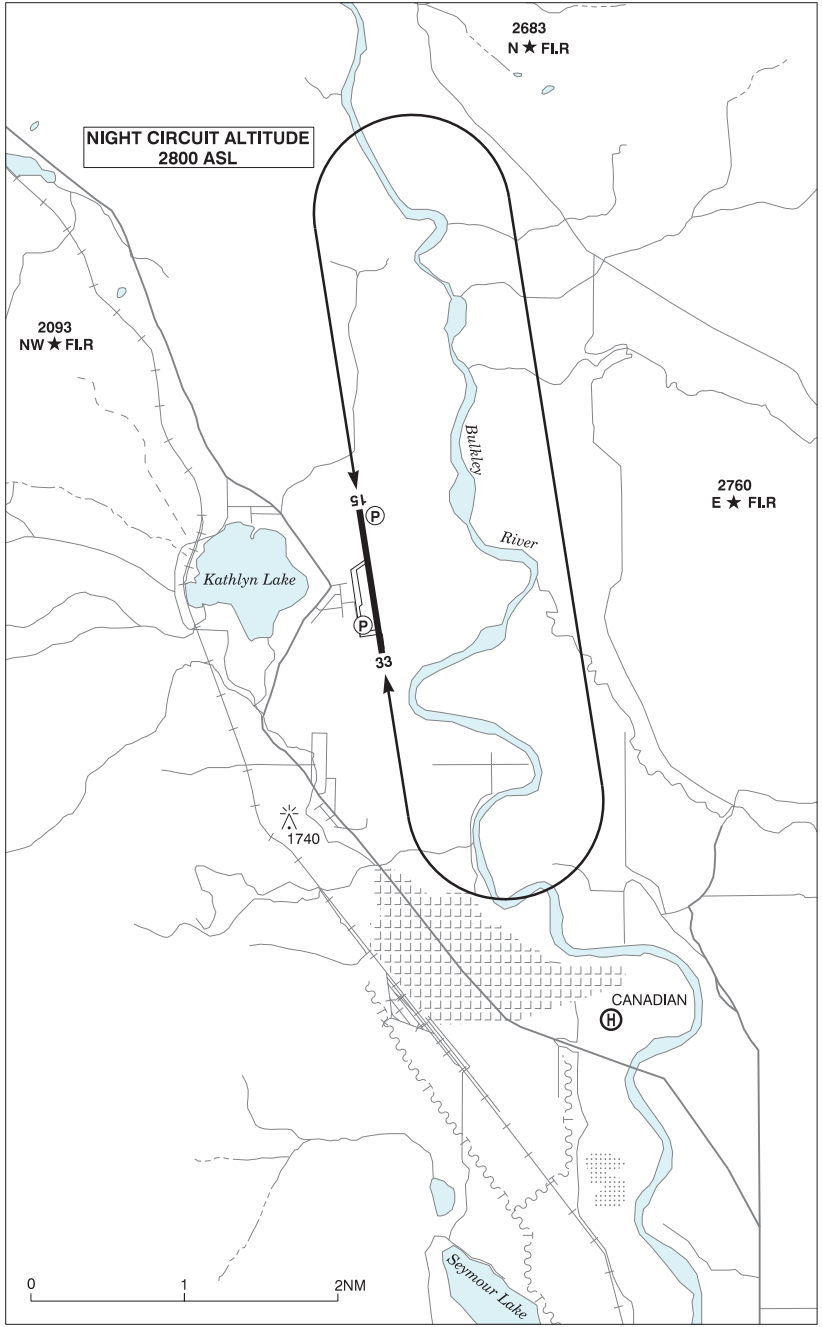 2683
N ★ Fl.R
NIGHT CIRCUIT ALTITUDE
2800 ASL
2093
NW ★ Fl.R
Bulkley
2760
E ★ Fl.R
15
P
River
Kathlyn Lake
P
33
1740
CANADIAN
H
Seymour Lake
0 1 2NM